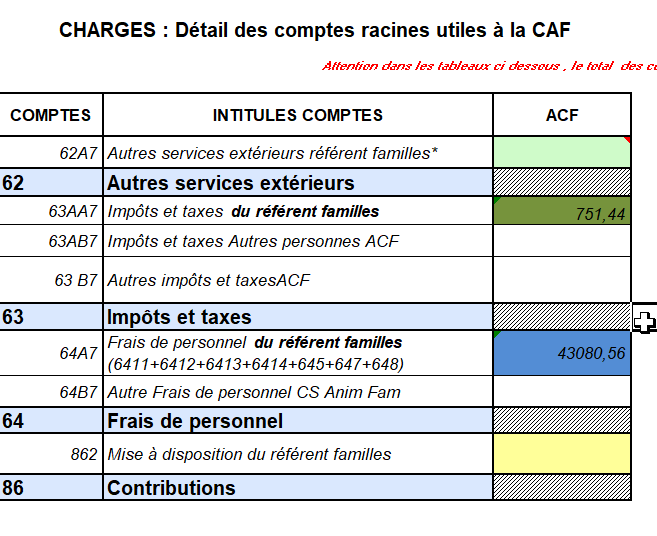 CHARGES : Détail des comptes racines utiles à la CAF
Attention dans les tableaux ci dessous , le total des
COMPTES INTITULES COMPTES ACF
62A7 Autres services extérieurs référent familles*
62 Autres services extérieurs
63AA7 Impôts et taxes du référent familles 751,44
63AB7 Impôts et taxes Autres personnes ACF
63 B7 Autres impôts et taxesACF
63 Impôts et taxes
64A7 Frais de personnel du référent familles
(6411+6412+6413+6414+645+647+648) 43080,56
64B7 Autre Frais de personnel CS Anim Fam
64 Frais de personnel
862 Mise à disposition du référent familles
86 Contributions